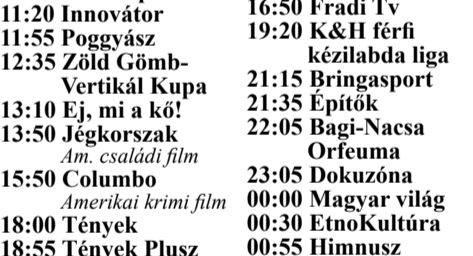 11:20 Innovátor
11:55 Poggyász
12:35 Zöld Gömb-
Vertikál Kupa
13:10 Ej, mi a kő!
13:50 Jégkorszak
Am. családi film
15:50 Columbo
Amerikai krimi film
18:00 Tények
18:55 Tények Plusz
16:50 Fradi Tv
19:20 K&H férfi
kézilabda liga
21:15 Bringasport
21:35 Építők
22:05 Bagi-Nacsa
Orfeuma
23:05 Dokuzóna
00:00 Magyar világ
00:30 EtnoKultúra
00:55 Himnusz